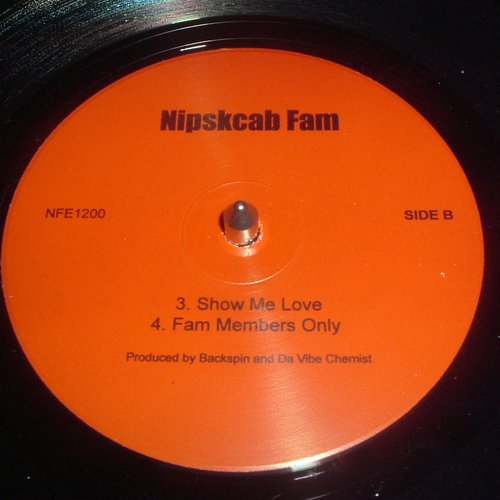 Nipskcab Fam
NFE1200
SIDE B
3. Show Me Love
4. Fam Members Only
Produced by Backspin and Da Vibe Chemist